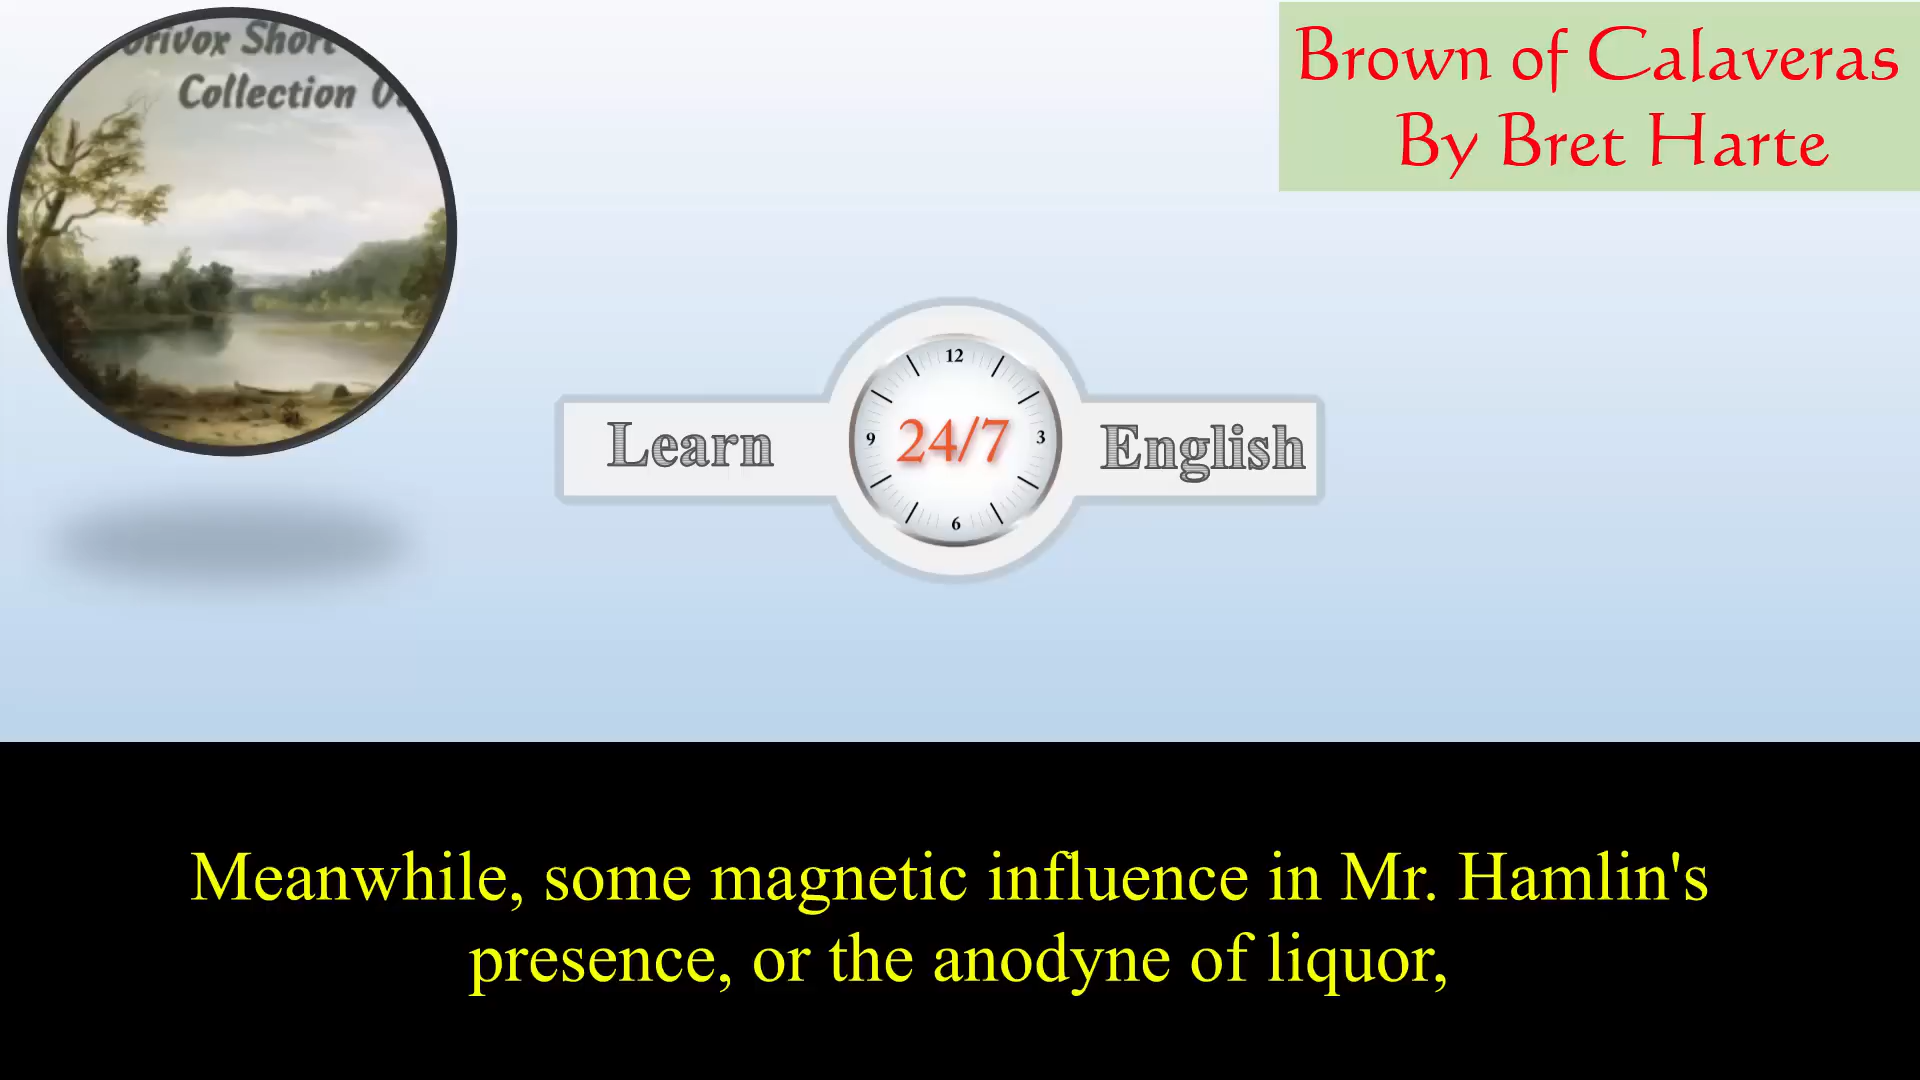 Short
Collection
Brown of Calaveras
By Bret Harte
12
Learn
9
24/7
3
English
6
Meanwhile, some magnetic influence in Mr. Hamlin's
presence, or the anodyne of liquor,